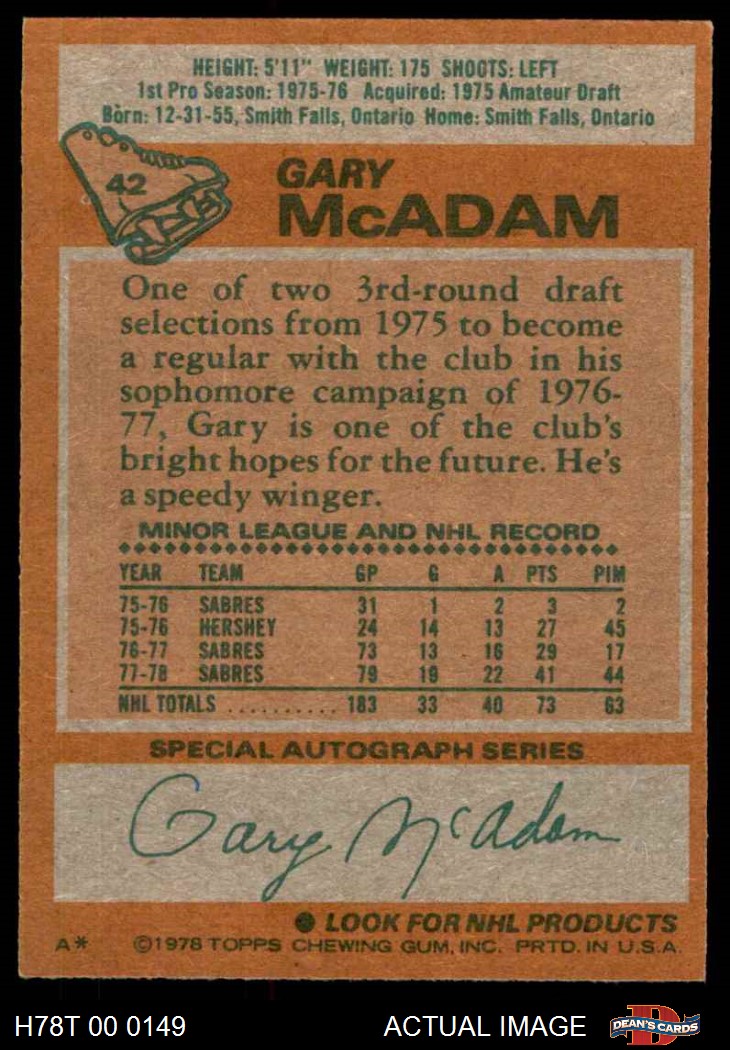 HEIGHT: 5'11" WEIGHT: 175 SHOOTS: LEFT
1st Pro Season: 1975-76 Acquired: 1975 Amateur Draft
Born: 12-31-55, Smith Falls, Ontario Home: Smith Falls, Ontario
42
GARY
McADAM
One of two 3rd-round draft
selections from 1975 to become
a regular with the club in his
sophomore campaign of 1976-
77, Gary is one of the club's
bright hopes for the future. He's
a speedy winger.
MINOR LEAGUE AND NHL RECORD
YEAR TEAM GP G A PTS PIM
75-76 SABRES 31 1 2 3 2
75-76 HERSHEY 24 14 13 27 45
76-77 SABRES 73 13 16 29 17
77-78 SABRES 79 19 22 41 44
NHL TOTALS .......... 183 33 40 73 63
SPECIAL AUTOGRAPH SERIES
Gary McAdam
● LOOK FOR NHL PRODUCTS
A* ©1978 TOPPS CHEWING GUM, INC. PRTD. IN U.S.A.
H78T 00 0149 ACTUAL IMAGE DEAN'S CARDS